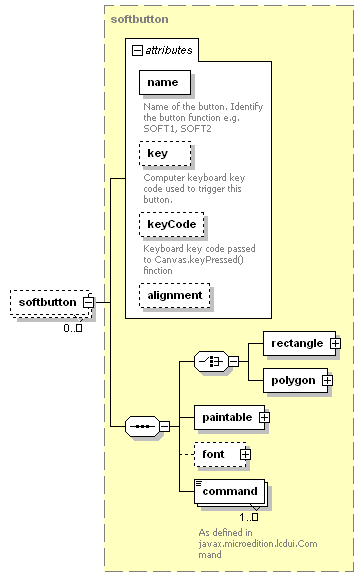 softbutton
attributes
name
Name of the button. Identify
the button function e.g.
SOFT1, SOFT2
key
Computer keyboard key
code used to trigger this
button.
keyCode
Keyboard key code passed
to Canvas.keyPressed()
finction
alignment
softbutton
0..□
rectangle
polygon
paintable
font
command
1..□
As defined in
javax.microedition.lcdui.Com
mand